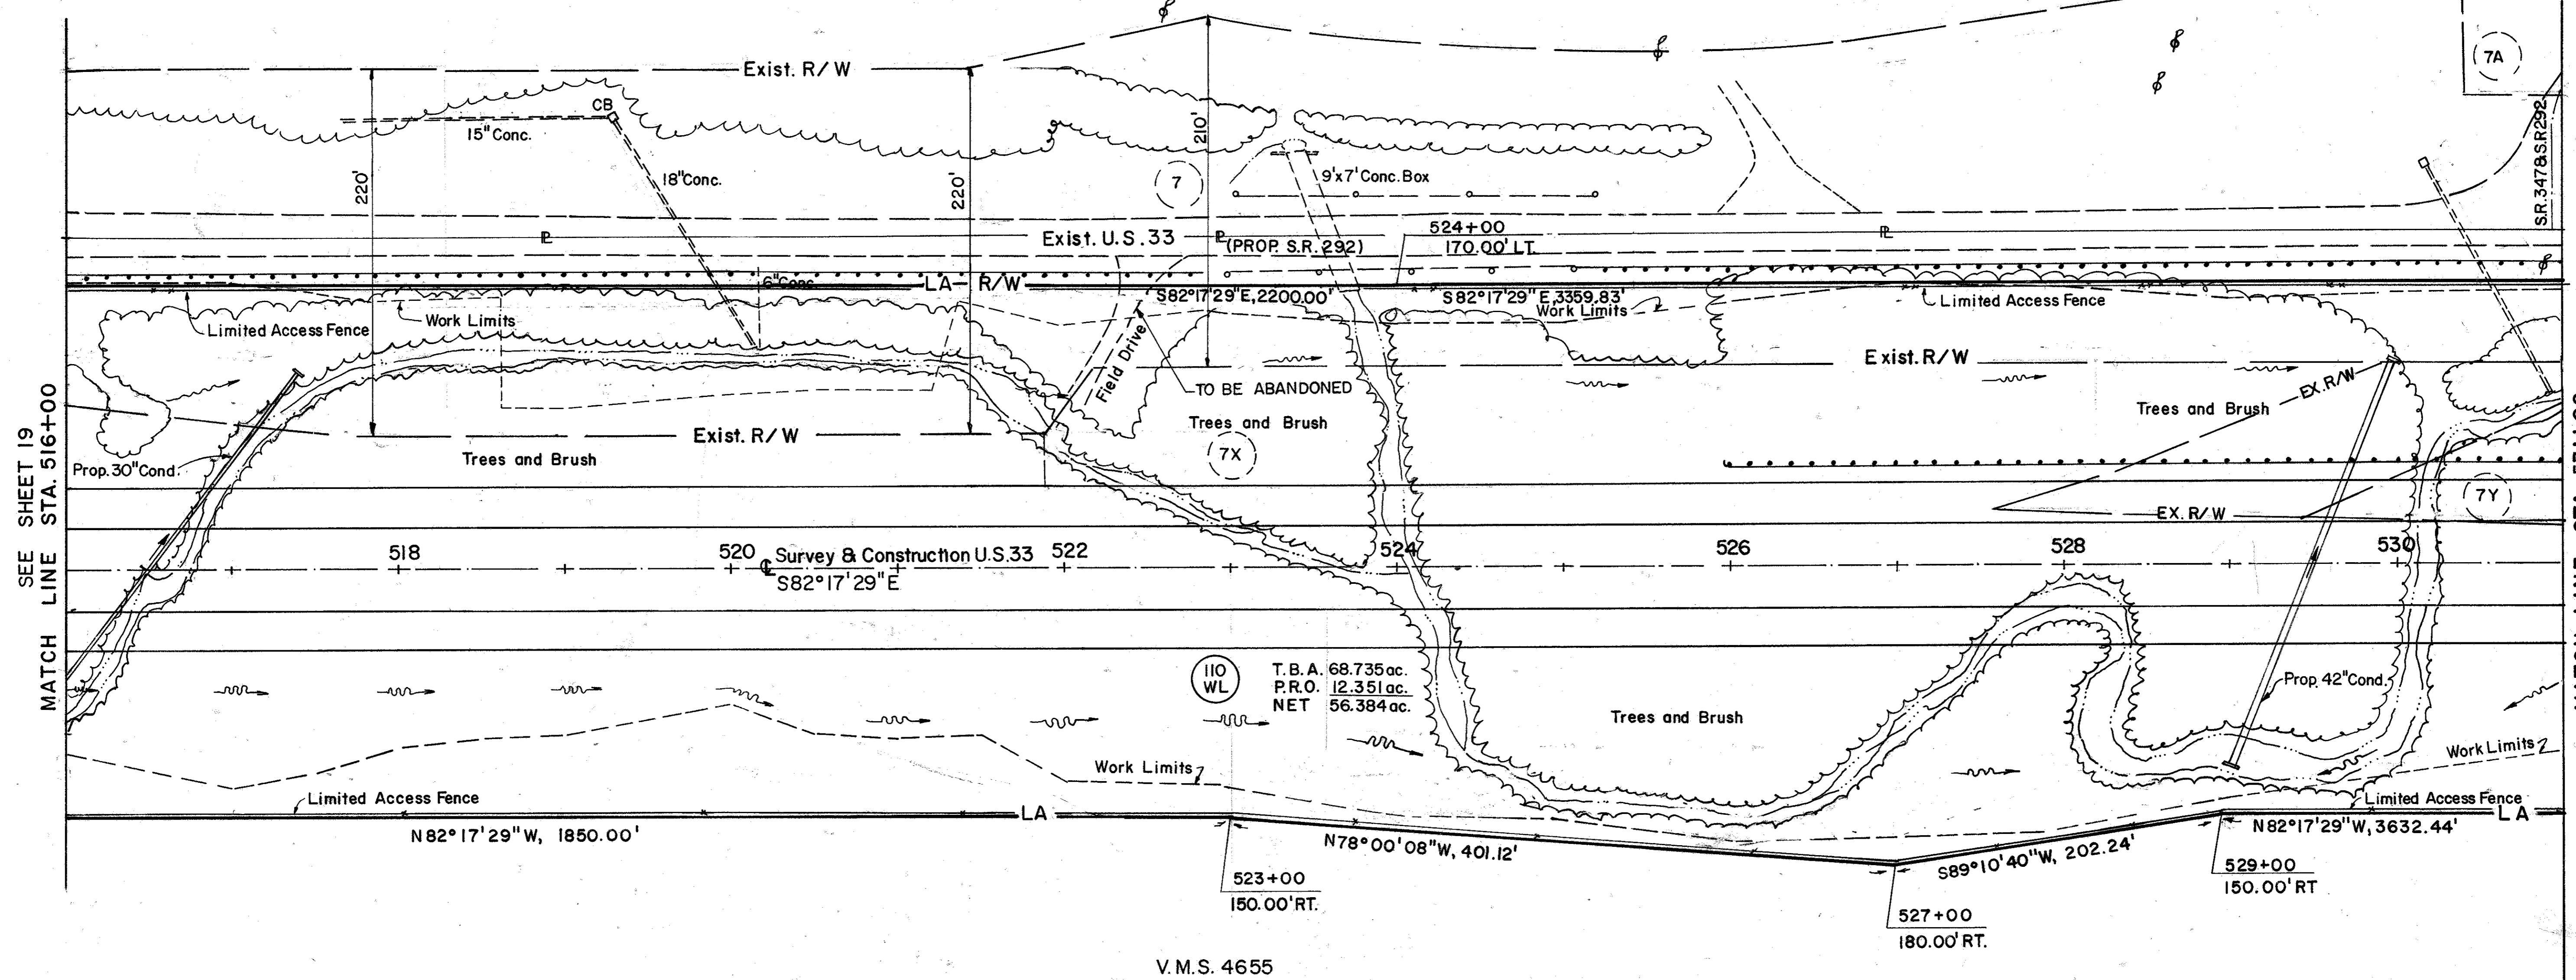 7A
Exist. R/W
CB
15" Conc.
210'
S.R. 347 & S.R. 292
220'
18" Conc.
220'
7
9'x7' Conc. Box
524+00
170.00' LT.
Exist. U.S. 33
(PROP. S.R. 292)
6" Conc.
LA - R/W
S82°17'29"E, 2200.00'
S82°17'29"E, 3359.83'
Work Limits
Limited Access Fence
Limited Access Fence
Work Limits
Field Drive
Exist. R/W
TO BE ABANDONED
EX. R/W
Trees and Brush
Trees and Brush
SEE SHEET 19
MATCH LINE STA. 516+00
Exist. R/W
Trees and Brush
7X
Prop. 30" Cond.
7Y
EX. R/W
518
520
Survey & Construction U.S. 33
522
524
526
528
530
S82°17'29"E
110
WL
T.B.A. 68.735 ac.
P.R.O. 12.351 ac.
NET 56.384 ac.
Prop. 42" Cond.
Trees and Brush
Work Limits
Work Limits
Limited Access Fence
Limited Access Fence
LA
LA
N82°17'29"W, 1850.00'
N78°00'08"W, 401.12'
S89°10'40"W, 202.24'
N82°17'29"W, 3632.44'
523+00
150.00' RT.
527+00
180.00' RT.
529+00
150.00' RT
V.M.S. 4655